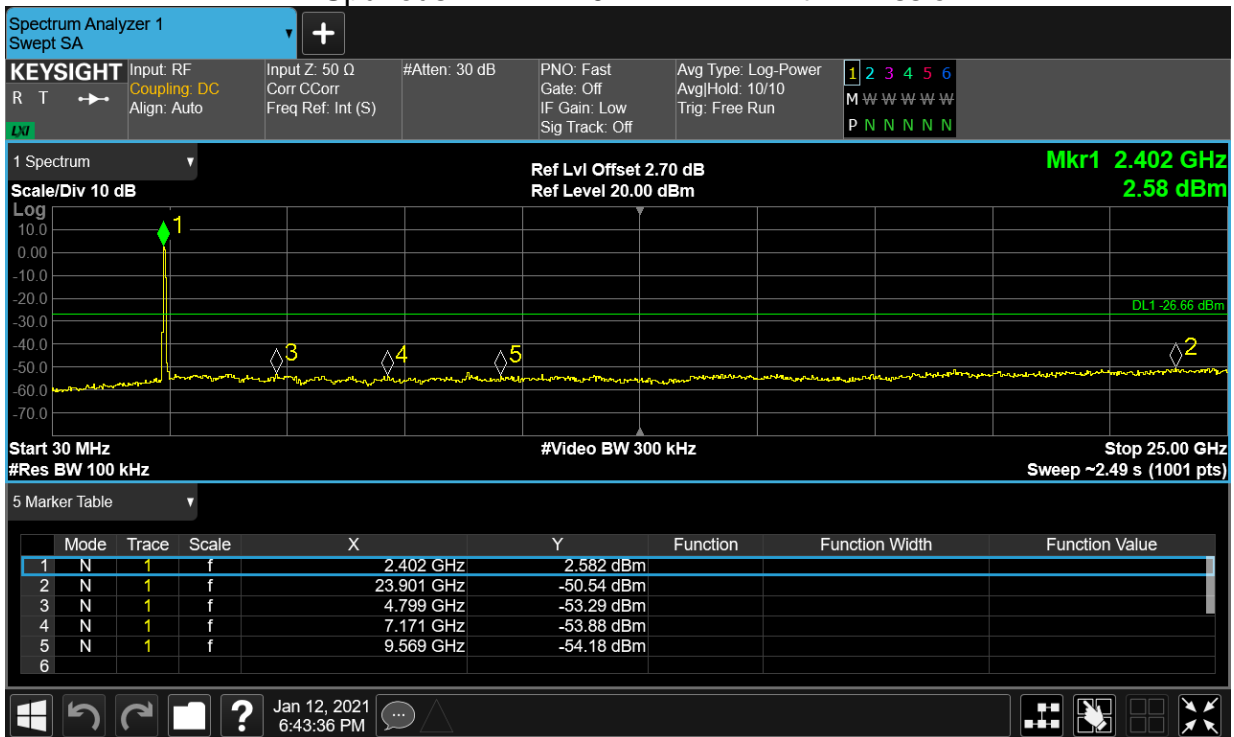 Spectrum Analyzer 1
Swept SA
+
KEYSIGHT
R T
LXI
Input: RF
Coupling: DC
Align: Auto
Input Z: 50 Ω
Corr CCorr
Freq Ref: Int (S)
#Atten: 30 dB
PNO: Fast
Gate: Off
IF Gain: Low
Sig Track: Off
Avg Type: Log-Power
Avg|Hold: 10/10
Trig: Free Run
1 2 3 4 5 6
M W W W W W
P N N N N N
1 Spectrum
Scale/Div 10 dB
Ref Lvl Offset 2.70 dB
Ref Level 20.00 dBm
Mkr1 2.402 GHz
2.58 dBm
Log
10.0
0.00
-10.0
-20.0
-30.0
-40.0
-50.0
-60.0
-70.0
1
3
4
5
2
DL1 -26.66 dBm
Start 30 MHz
#Res BW 100 kHz
#Video BW 300 kHz
Stop 25.00 GHz
Sweep ~2.49 s (1001 pts)
5 Marker Table
Mode Trace Scale X Y Function Function Width Function Value
1 N 1 f 2.402 GHz 2.582 dBm
2 N 1 f 23.901 GHz -50.54 dBm
3 N 1 f 4.799 GHz -53.29 dBm
4 N 1 f 7.171 GHz -53.88 dBm
5 N 1 f 9.569 GHz -54.18 dBm
6
?
Jan 12, 2021
6:43:36 PM